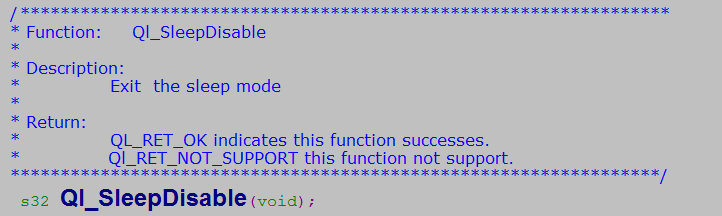 /*****************************************************************
* Function:     Ql_SleepDisable
*
* Description:
*               Exit  the sleep mode
*
* Return:
*               QL_RET_OK indicates this function successes.
*               Ql_RET_NOT_SUPPORT this function not support.
*****************************************************************/
s32 Ql_SleepDisable(void);